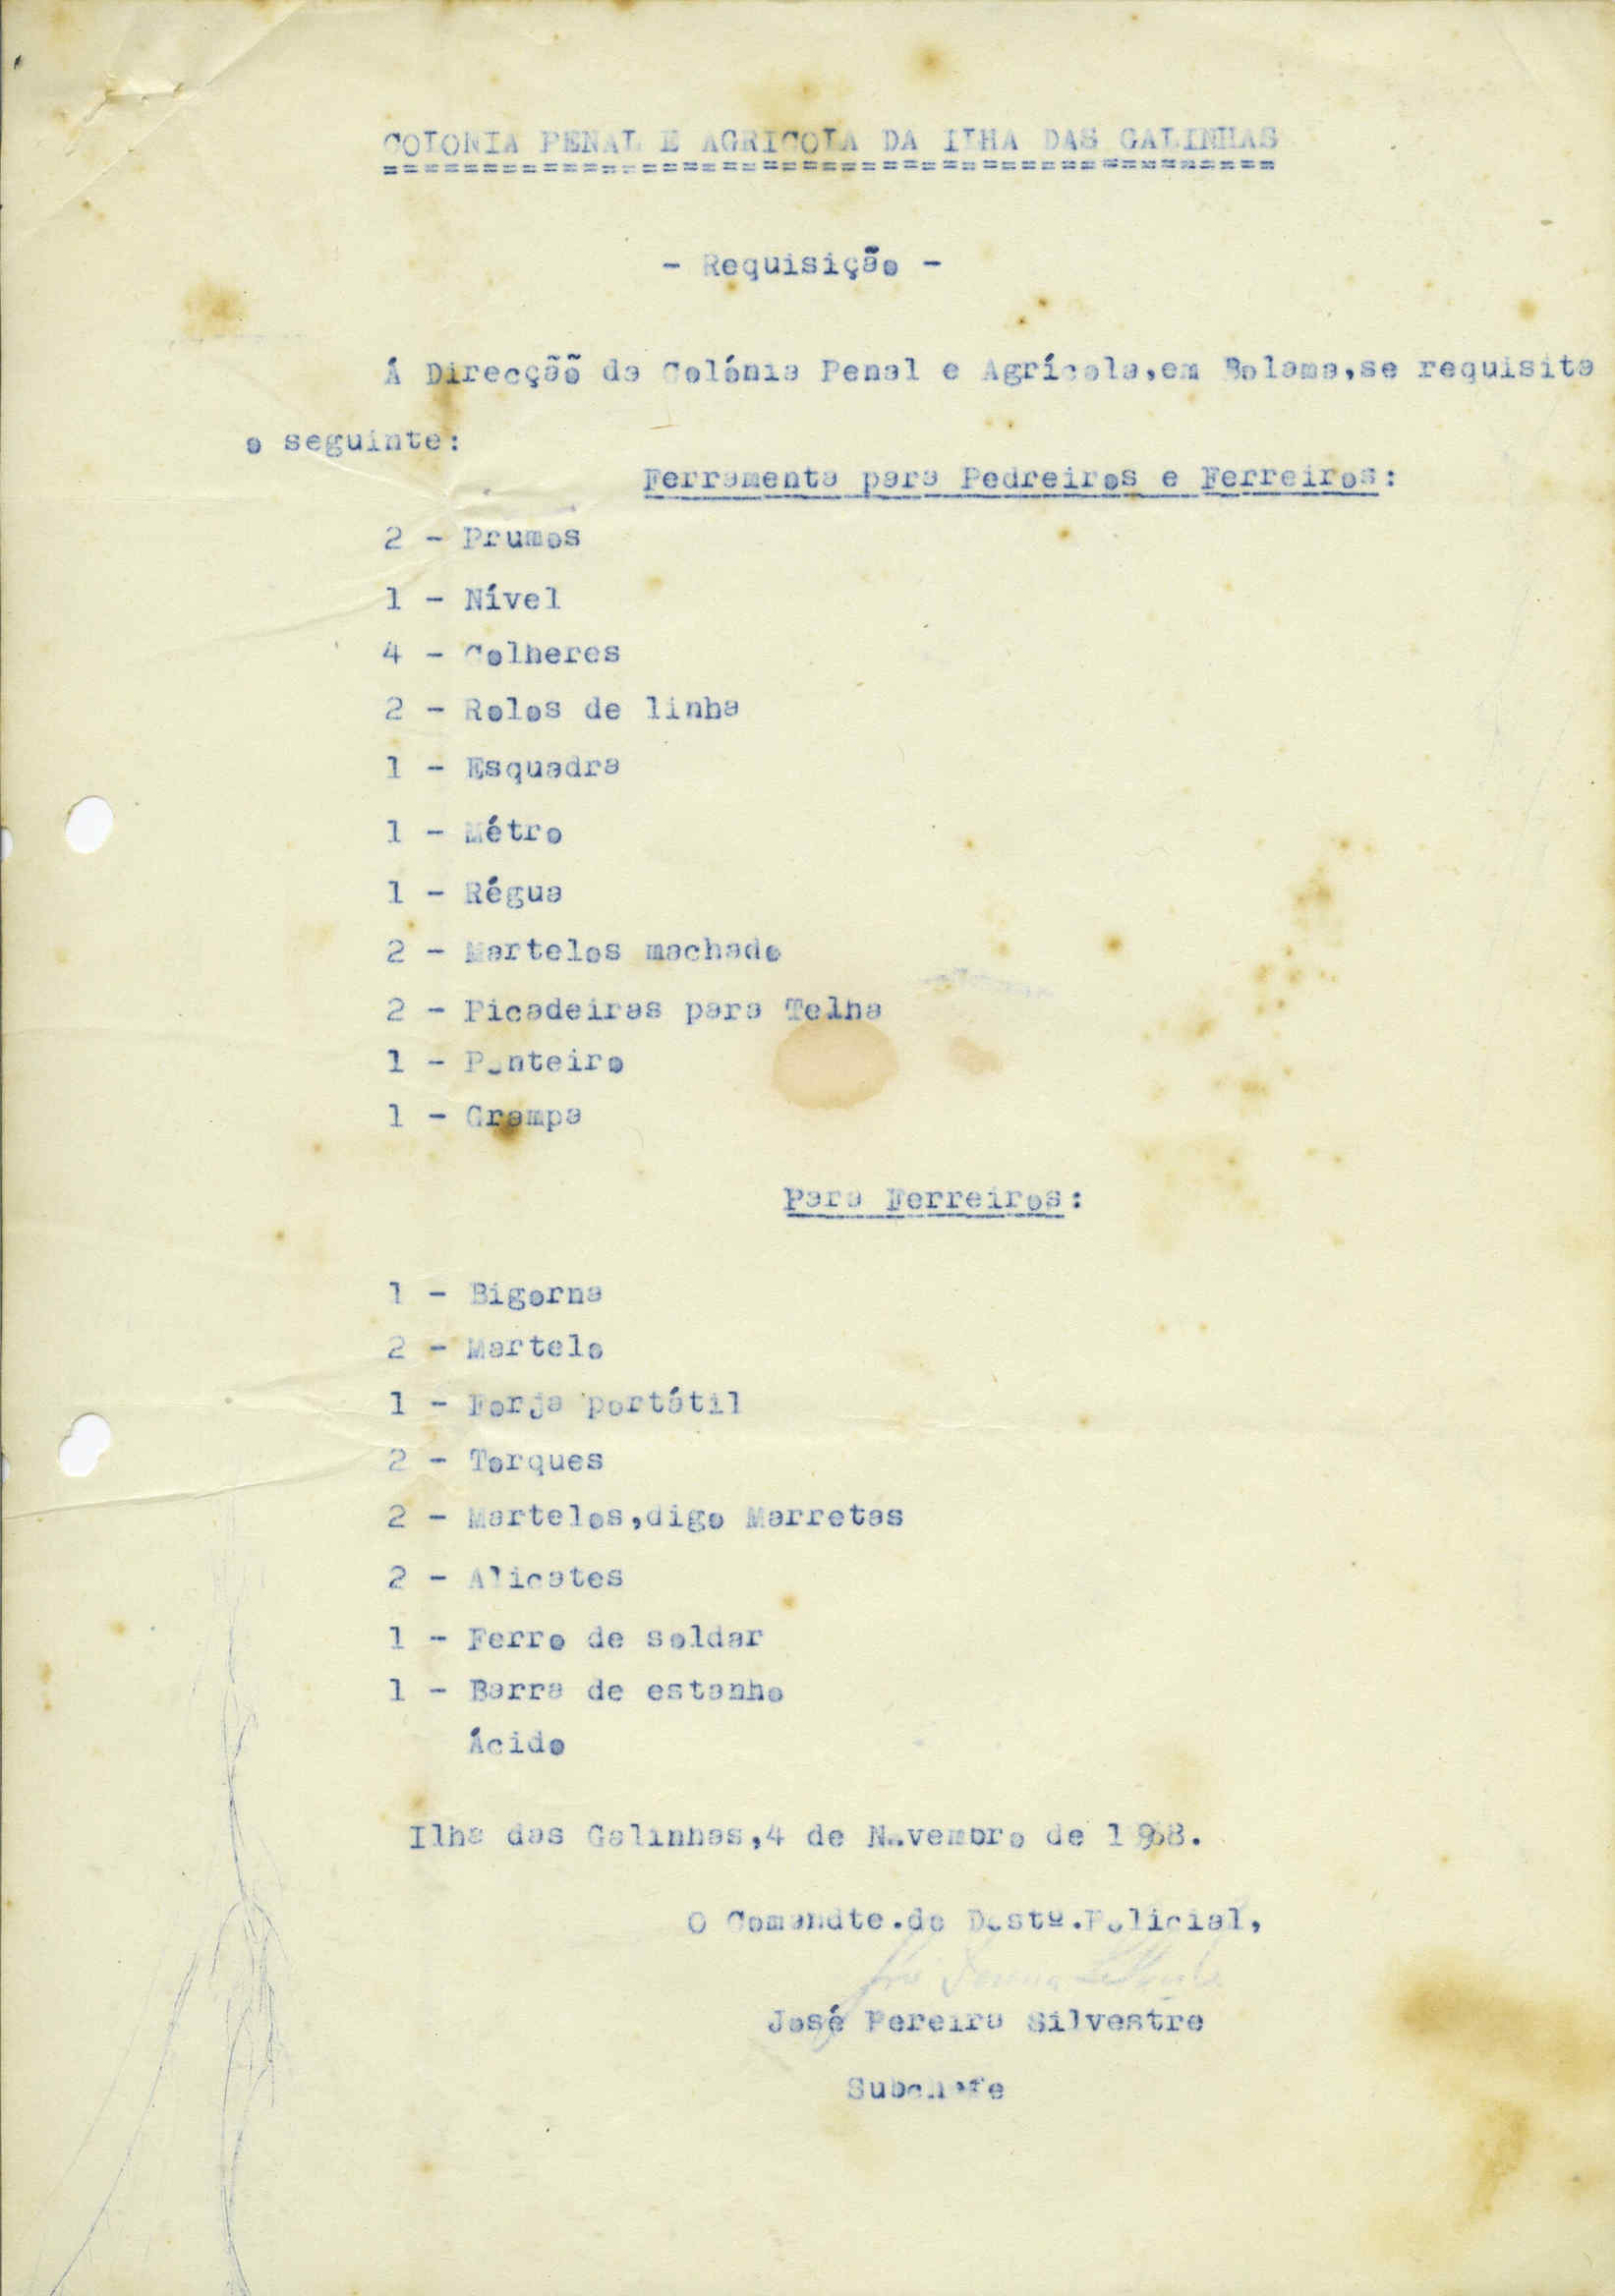 COLONIA PENAL E AGRICOLA DA ILHA DAS GALINHAS
=============================================
- Requisição -
Á Direcçãõ da Colónia Penal e Agrícola,em Bolama,se requisita
o seguinte:
Ferramenta para Pedreiros e Ferreiros:
2 - Prumos
1 - Nível
4 - Colheres
2 - Rolos de linha
1 - Esquadra
1 - Métro
1 - Régua
2 - Martelos machado
2 - Picadeiras para Telha
1 - Ponteiro
1 - Grampa
Para Ferreiros:
1 - Bigorna
2 - Martelo
1 - Forja portátil
2 - Torques
2 - Martelos,digo Marretas
2 - Alicates
1 - Ferro de soldar
1 - Barra de estanho
Ácido
Ilha das Galinhas,4 de Novembro de
O Comandte.do Destº.Policial,
José Pereira Silvestre
José Pereira Silvestre
Subchefe